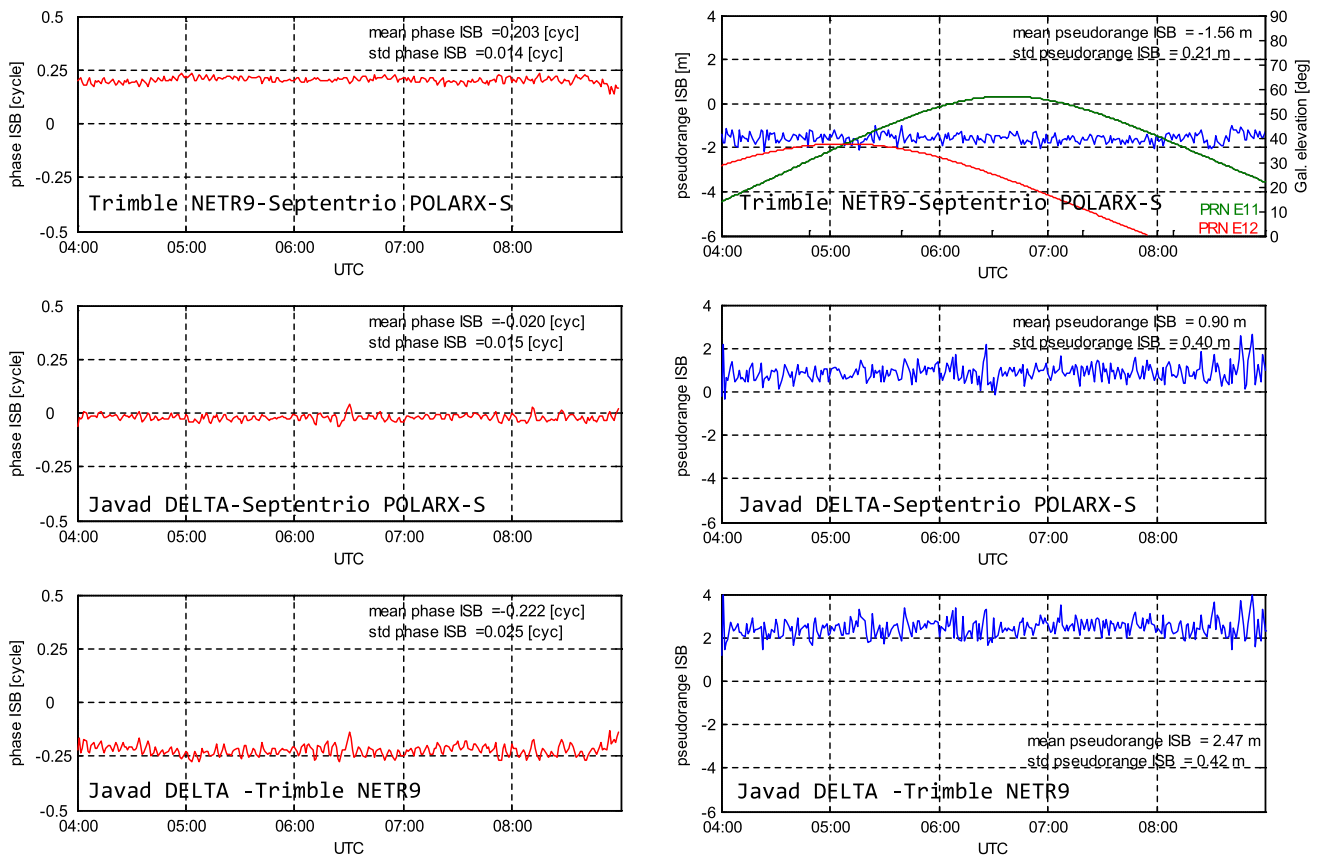 mean phase ISB =0.203 [cyc]
std phase ISB =0.014 [cyc]
phase ISB [cycle]
0.5
0.25
0
-0.25
-0.5
Trimble NETR9-Septentrio POLARX-S
04:00 05:00 06:00 07:00 08:00
UTC
mean pseudorange ISB = -1.56 m
std pseudorange ISB = 0.21 m
pseudorange ISB [m]
4
2
0
-2
-4
-6
90
80
70
60
50
40
30
20
10
0
Gal. elevation [deg]
Trimble NETR9-Septentrio POLARX-S
PRN E11
PRN E12
04:00 05:00 06:00 07:00 08:00
UTC
mean phase ISB =-0.020 [cyc]
std phase ISB =0.015 [cyc]
phase ISB [cycle]
0.5
0.25
0
-0.25
-0.5
Javad DELTA-Septentrio POLARX-S
04:00 05:00 06:00 07:00 08:00
UTC
mean pseudorange ISB = 0.90 m
std pseudorange ISB = 0.40 m
pseudorange ISB
4
2
0
-2
-4
-6
Javad DELTA-Septentrio POLARX-S
04:00 05:00 06:00 07:00 08:00
UTC
mean phase ISB =-0.222 [cyc]
std phase ISB =0.025 [cyc]
phase ISB [cycle]
0.5
0.25
0
-0.25
-0.5
Javad DELTA -Trimble NETR9
04:00 05:00 06:00 07:00 08:00
UTC
pseudorange ISB
4
2
0
-2
-4
-6
mean pseudorange ISB = 2.47 m
std pseudorange ISB = 0.42 m
Javad DELTA -Trimble NETR9
04:00 05:00 06:00 07:00 08:00
UTC